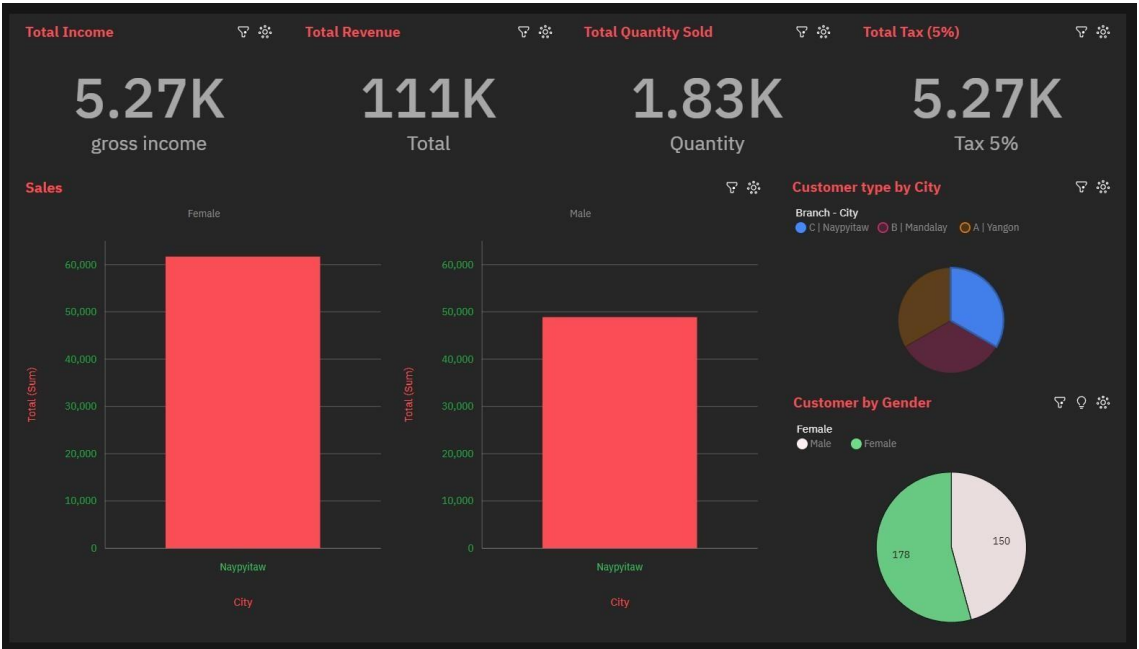 Total Income
Total Revenue
Total Quantity Sold
Total Tax (5%)
5.27K
gross income
111K
Total
1.83K
Quantity
5.27K
Tax 5%
Sales
Female
60,000
50,000
40,000
30,000
20,000
10,000
0
Total (Sum)
Naypyitaw
City
Male
60,000
50,000
40,000
30,000
20,000
10,000
0
Total (Sum)
Naypyitaw
City
Customer type by City
Branch - City
C | Naypyitaw B | Mandalay A | Yangon
Customer by Gender
Female
Male Female
178
150